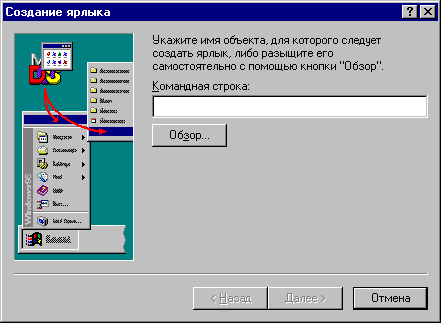 Создание ярлыка
Укажите имя объекта, для которого следует
создать ярлык, либо разыщите его
самостоятельно с помощью кнопки "Обзор".
Командная строка:
Обзор...
Windows95
< Назад
Далее >
Отмена